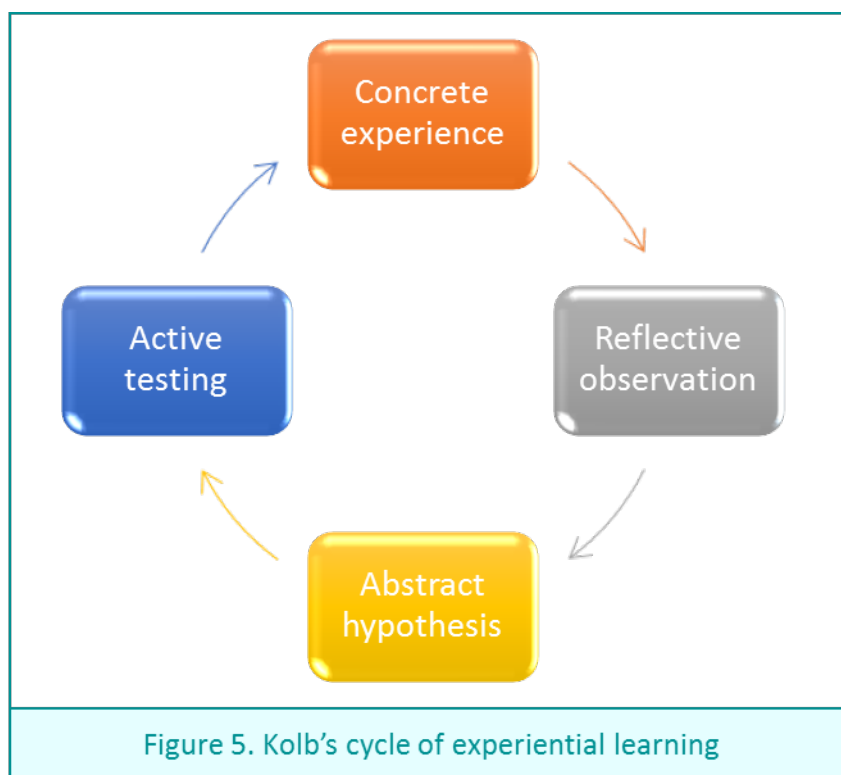 Concrete
experience
Reflective
observation
Abstract
hypothesis
Active
testing
Figure 5. Kolb’s cycle of experiential learning